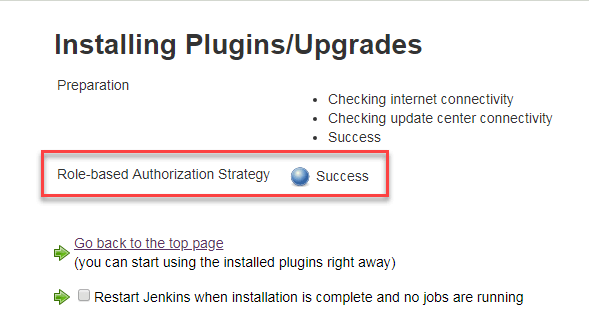 Installing Plugins/Upgrades
Preparation
Checking internet connectivity
Checking update center connectivity
Success
Role-based Authorization Strategy Success
Go back to the top page
(you can start using the installed plugins right away)
Restart Jenkins when installation is complete and no jobs are running